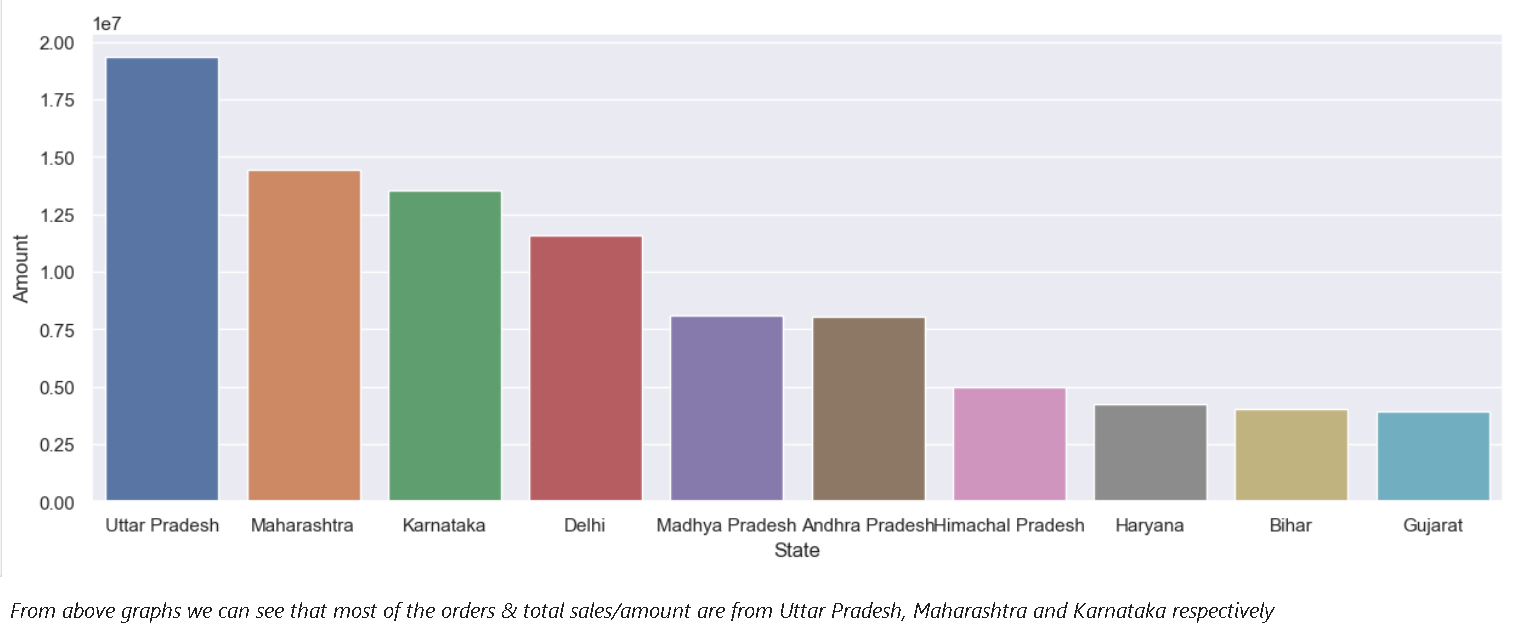 1e7
2.00
1.75
1.50
1.25
1.00
0.75
0.50
0.25
0.00
Amount
Uttar Pradesh Maharashtra Karnataka Delhi Madhya Pradesh Andhra Pradesh Himachal Pradesh Haryana Bihar Gujarat
State
From above graphs we can see that most of the orders & total sales/amount are from Uttar Pradesh, Maharashtra and Karnataka respectively